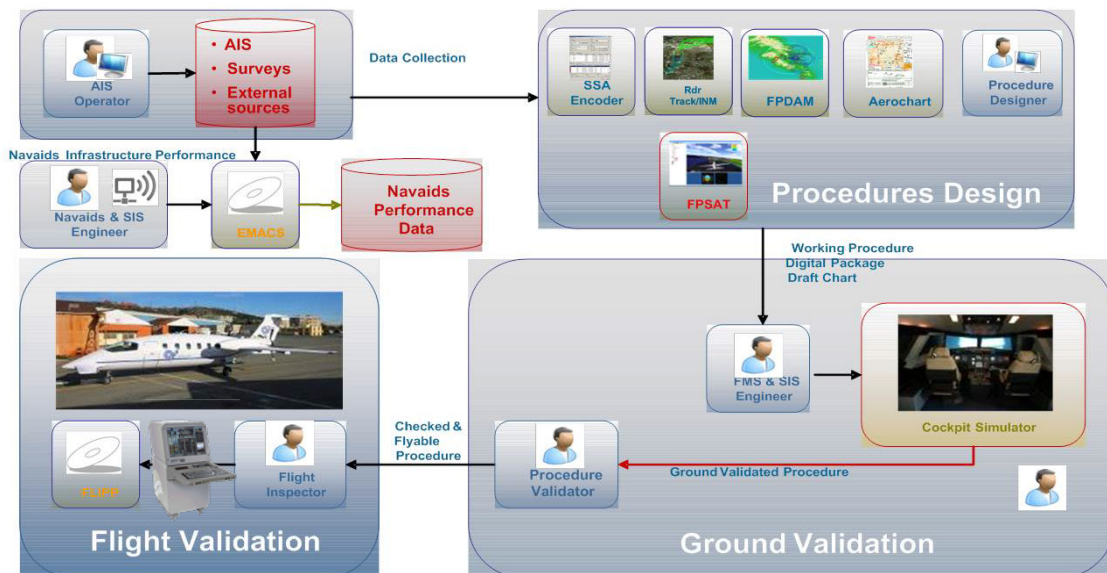 AIS
Operator
• AIS
• Surveys
• External
sources
Data Collection
SSA
Encoder
Rdr
Track/INM
FPDAM
Aerochart
Procedure
Designer
FPSAT
Procedures Design
Navaids Infrastructure Performance
Navaids & SIS
Engineer
EMACS
Navaids
Performance
Data
Working Procedure
Digital Package
Draft Chart
FMS & SIS
Engineer
Cockpit Simulator
Ground Validated Procedure
Procedure
Validator
Checked &
Flyable
Procedure
Flight
Inspector
Flight Validation
Ground Validation